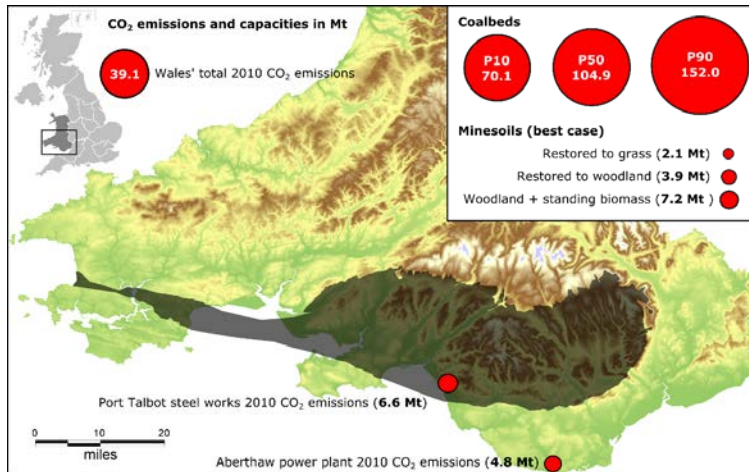 CO₂ emissions and capacities in Mt
39.1
Wales' total 2010 CO₂ emissions
Coalbeds
P10
70.1
P50
104.9
P90
152.0
Minesoils (best case)
Restored to grass (2.1 Mt)
Restored to woodland (3.9 Mt)
Woodland + standing biomass (7.2 Mt )
Port Talbot steel works 2010 CO₂ emissions (6.6 Mt)
0 10 20
miles
Aberthaw power plant 2010 CO₂ emissions (4.8 Mt)